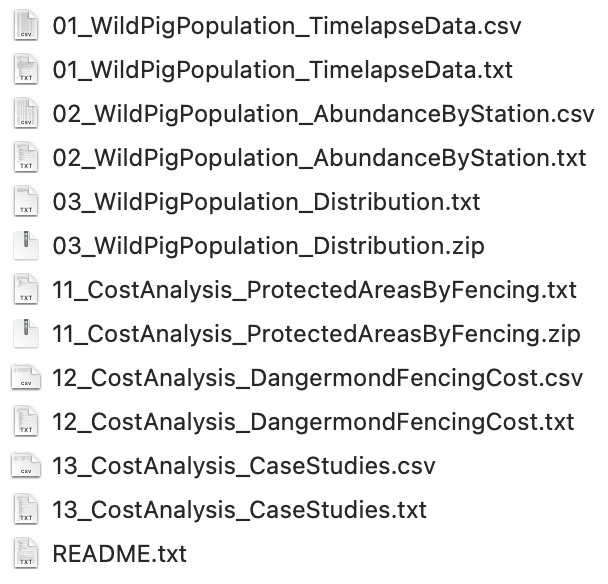 01_WildPigPopulation_TimelapseData.csv
01_WildPigPopulation_TimelapseData.txt
02_WildPigPopulation_AbundanceByStation.csv
02_WildPigPopulation_AbundanceByStation.txt
03_WildPigPopulation_Distribution.txt
03_WildPigPopulation_Distribution.zip
11_CostAnalysis_ProtectedAreasByFencing.txt
11_CostAnalysis_ProtectedAreasByFencing.zip
12_CostAnalysis_DangermondFencingCost.csv
12_CostAnalysis_DangermondFencingCost.txt
13_CostAnalysis_CaseStudies.csv
13_CostAnalysis_CaseStudies.txt
README.txt